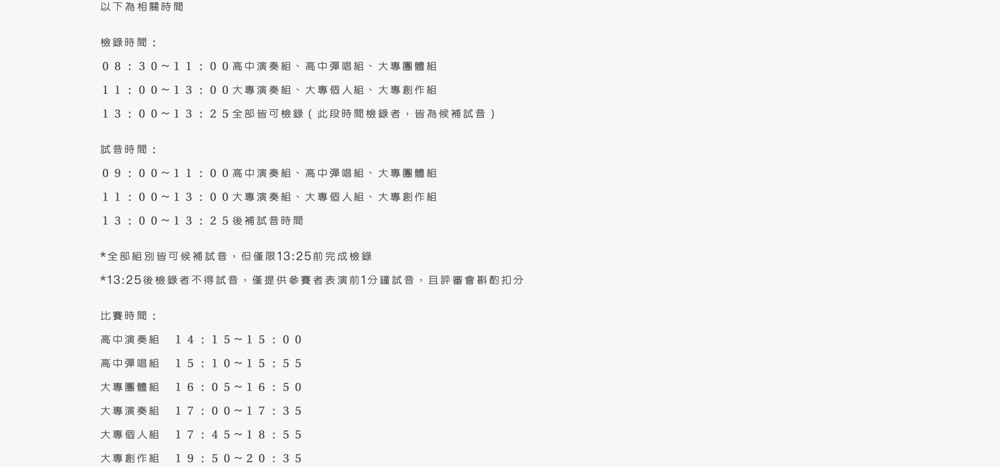 以下為相關時間
檢錄時間：
０８：３０~１１：００高中演奏組、高中彈唱組、大專團體組
１１：００~１３：００大專演奏組、大專個人組、大專創作組
１３：００~１３：２５全部皆可檢錄（此段時間檢錄者，皆為候補試音）
試音時間：
０９：００~１１：００高中演奏組、高中彈唱組、大專團體組
１１：００~１３：００大專演奏組、大專個人組、大專創作組
１３：００~１３：２５後補試音時間
*全部組別皆可候補試音，但僅限13:25前完成檢錄
*13:25後檢錄者不得試音，僅提供參賽者表演前1分鐘試音，且評審會斟酌扣分
比賽時間：
高中演奏組　１４：１５~１５：００
高中彈唱組　１５：１０~１５：５５
大專團體組　１６：０５~１６：５０
大專演奏組　１７：００~１７：３５
大專個人組　１７：４５~１８：５５
大專創作組　１９：５０~２０：３５